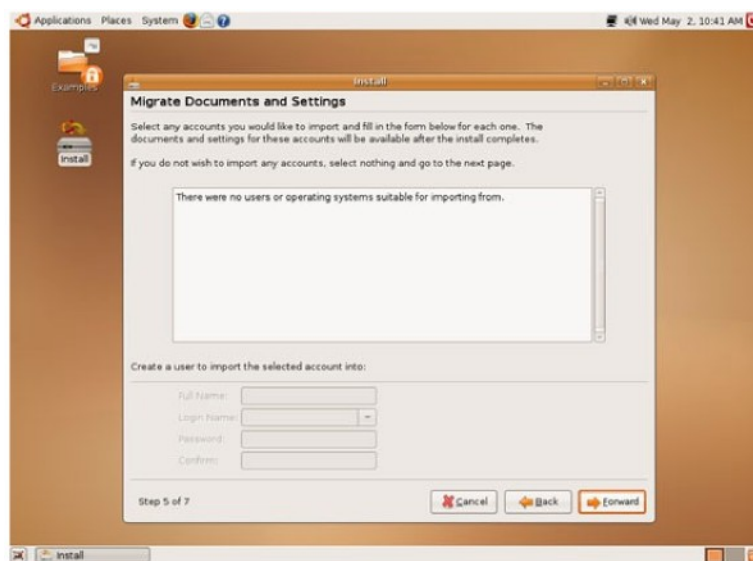 Applications Places System Wed May 2, 10:41 AM
Examples
Install
Install
Migrate Documents and Settings
Select any accounts you would like to import and fill in the form below for each one. The
documents and settings for these accounts will be available after the install completes.
If you do not wish to import any accounts, select nothing and go to the next page.
There were no users or operating systems suitable for importing from.
Create a user to import the selected account into:
Full Name:
Login Name:
Password:
Confirm:
Step 5 of 7
Cancel
Back
Forward
Install